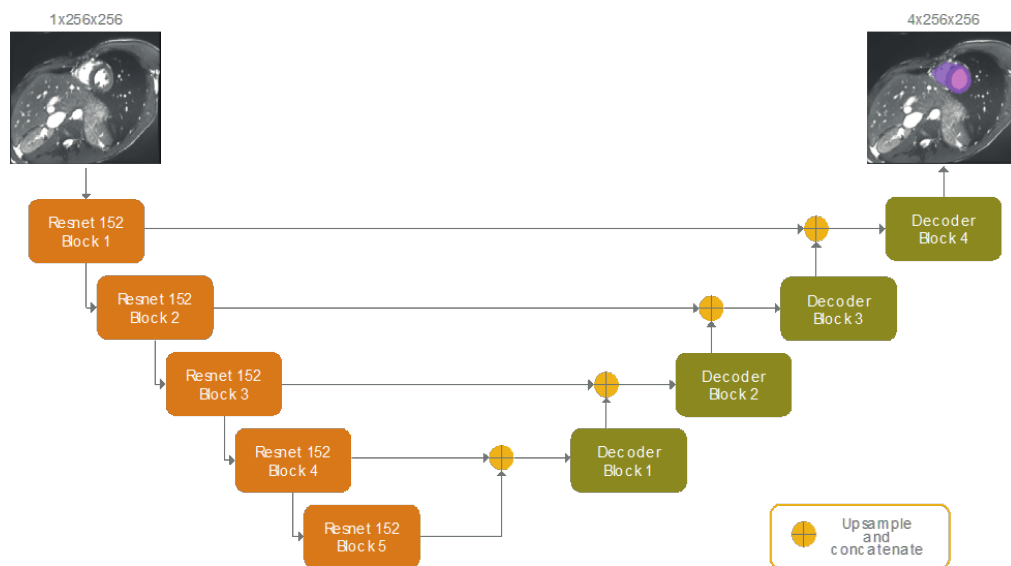 1x256x256
4x256x256
Resnet 152
Block 1
Decoder
Block 4
Resnet 152
Block 2
Decoder
Block 3
Resnet 152
Block 3
Decoder
Block 2
Resnet 152
Block 4
Decoder
Block 1
Resnet 152
Block 5
Upsample
and
concatenate